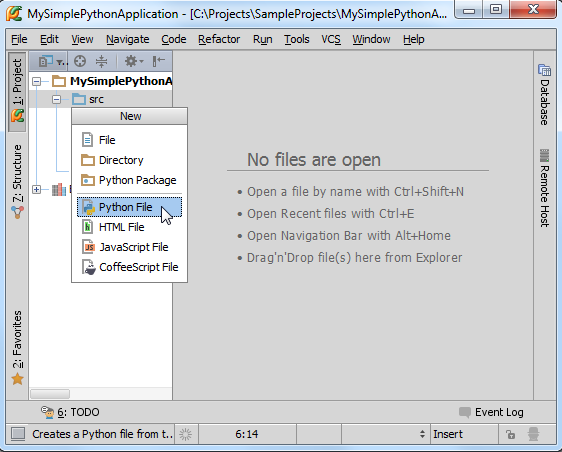 MySimplePythonApplication - [C:\Projects\SampleProjects\MySimplePythonA...
File Edit View Navigate Code Refactor Run Tools VCS Window Help
1: Project
7: Structure
2: Favorites
MySimplePythonA
src
New
File
Directory
Python Package
Python File
HTML File
JavaScript File
CoffeeScript File
No files are open
• Open a file by name with Ctrl+Shift+N
• Open Recent files with Ctrl+E
• Open Navigation Bar with Alt+Home
• Drag'n'Drop file(s) here from Explorer
Database
Remote Host
6: TODO
Event Log
Creates a Python file from t...
6:14
Insert